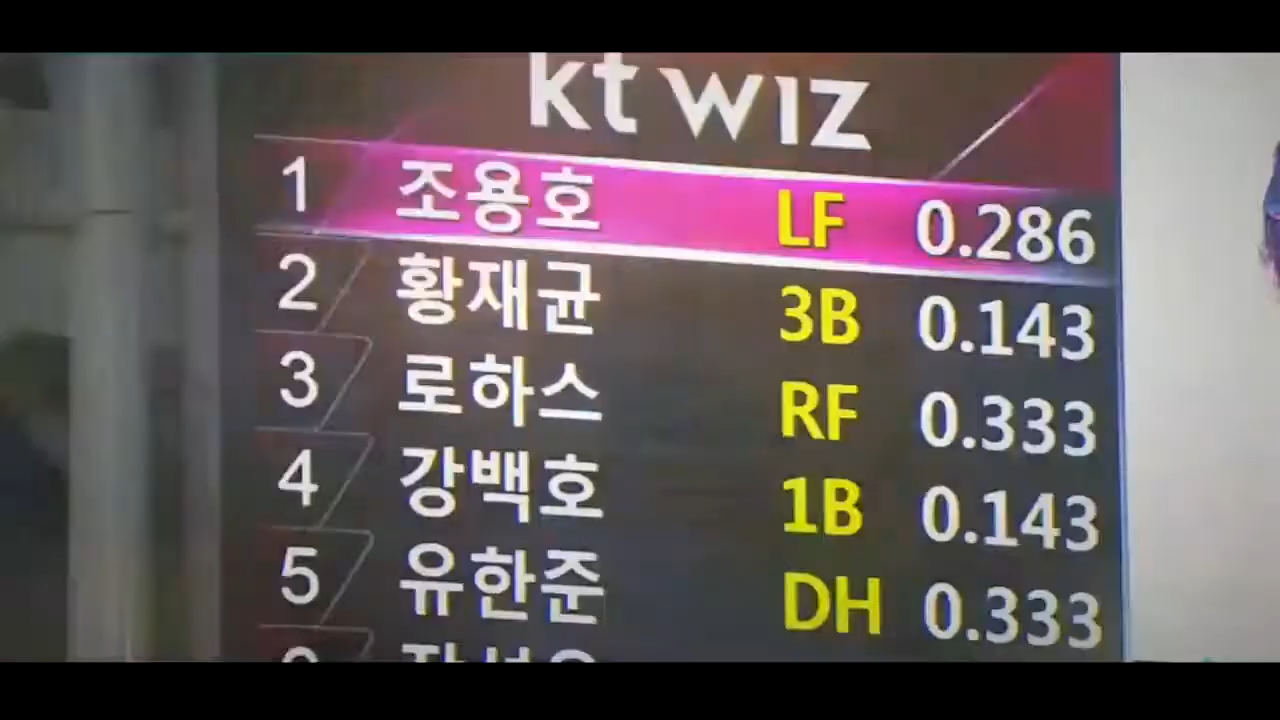 kt wiz
1 조용호 LF 0.286
2 황재균 3B 0.143
3 로하스 RF 0.333
4 강백호 1B 0.143
5 유한준 DH 0.333